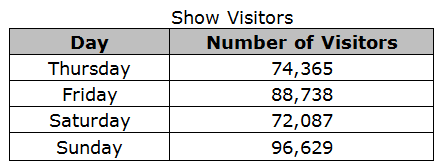 Show Visitors
Day Number of Visitors
Thursday 74,365
Friday 88,738
Saturday 72,087
Sunday 96,629